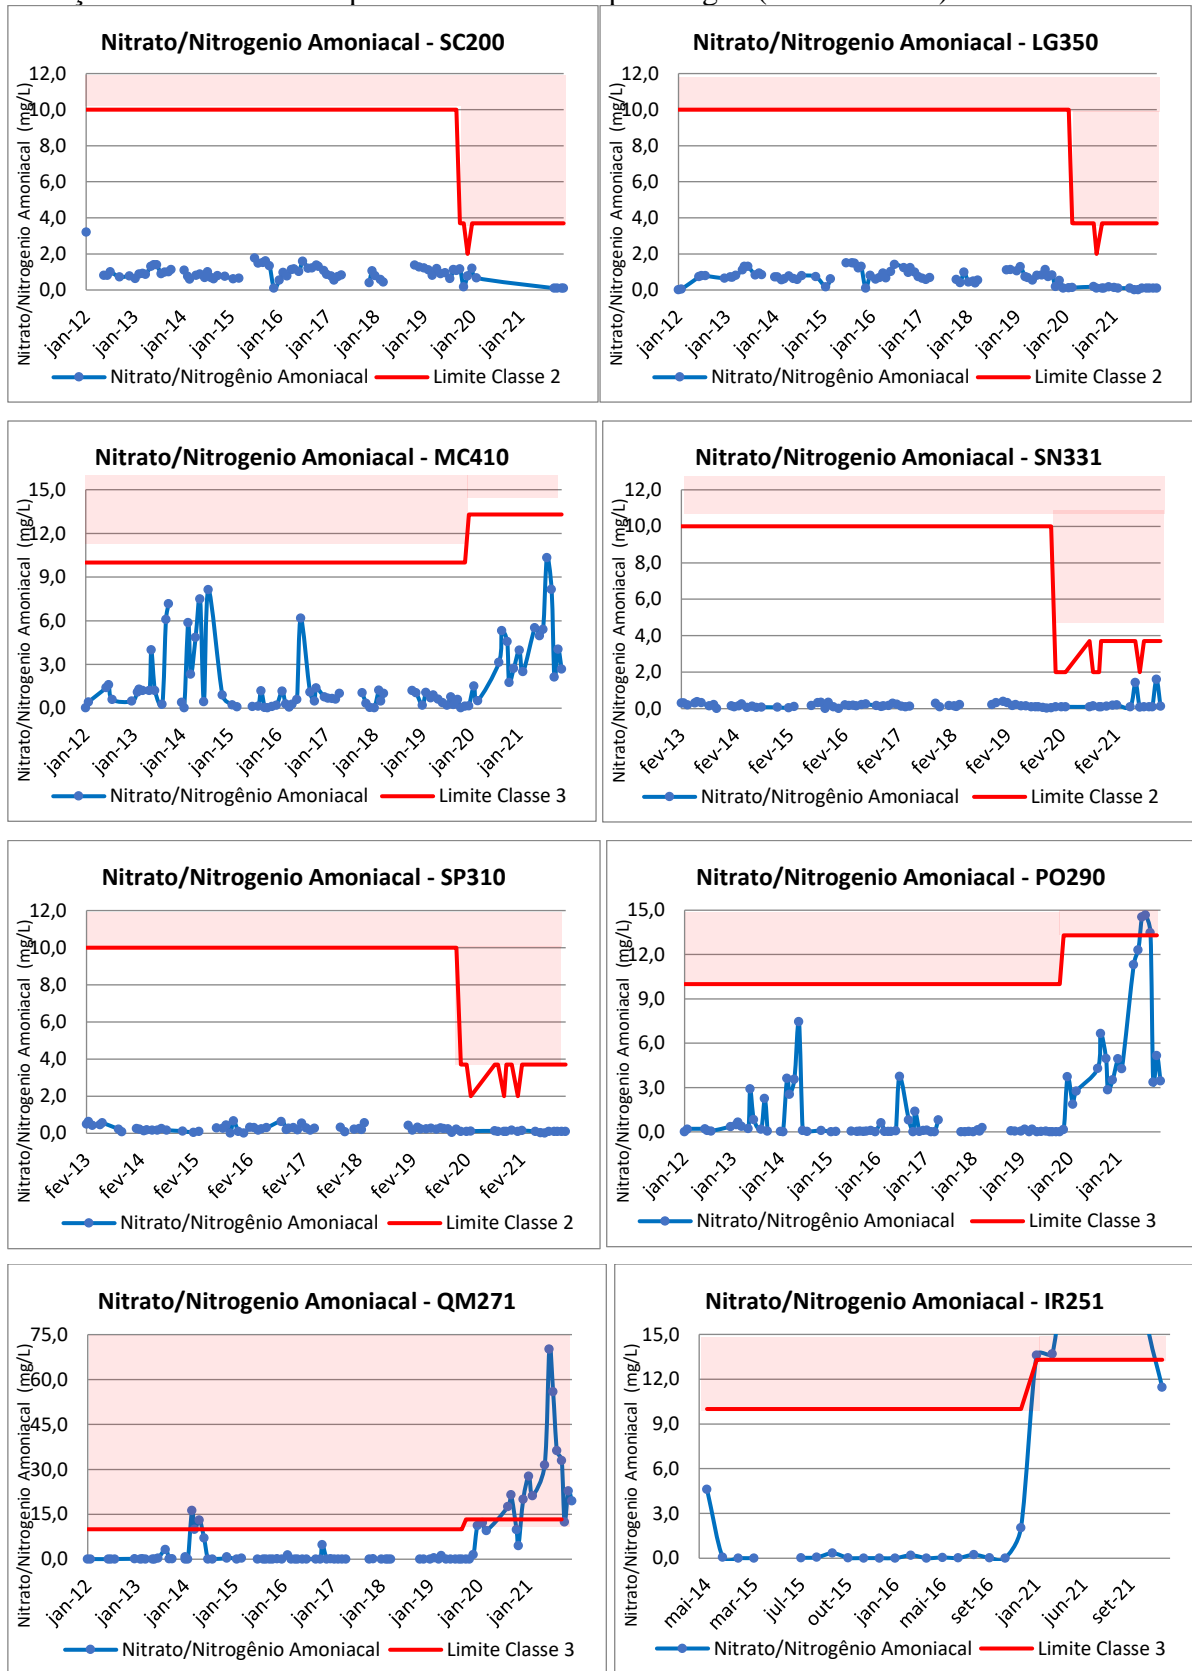 Nitrato/Nitrogenio Amoniacal - SC200
Nitrato/Nitrogenio Amoniacal (mg/L)
12,0
10,0
8,0
6,0
4,0
2,0
0,0
jan-12
jan-13
jan-14
jan-15
jan-16
jan-17
jan-18
jan-19
jan-20
jan-21
Nitrato/Nitrogênio Amoniacal
Limite Classe 2
Nitrato/Nitrogenio Amoniacal - LG350
Nitrato/Nitrogenio Amoniacal (mg/L)
12,0
10,0
8,0
6,0
4,0
2,0
0,0
jan-12
jan-13
jan-14
jan-15
jan-16
jan-17
jan-18
jan-19
jan-20
jan-21
Nitrato/Nitrogênio Amoniacal
Limite Classe 2
Nitrato/Nitrogenio Amoniacal - MC410
Nitrato/Nitrogenio Amoniacal (mg/L)
15,0
12,0
9,0
6,0
3,0
0,0
jan-12
jan-13
jan-14
jan-15
jan-16
jan-17
jan-18
jan-19
jan-20
jan-21
Nitrato/Nitrogênio Amoniacal
Limite Classe 3
Nitrato/Nitrogenio Amoniacal - SN331
Nitrato/Nitrogenio Amoniacal (mg/L)
12,0
10,0
8,0
6,0
4,0
2,0
0,0
fev-13
fev-14
fev-15
fev-16
fev-17
fev-18
fev-19
fev-20
fev-21
Nitrato/Nitrogênio Amoniacal
Limite Classe 2
Nitrato/Nitrogenio Amoniacal - SP310
Nitrato/Nitrogenio Amoniacal (mg/L)
12,0
10,0
8,0
6,0
4,0
2,0
0,0
fev-13
fev-14
fev-15
fev-16
fev-17
fev-18
fev-19
fev-20
fev-21
Nitrato/Nitrogênio Amoniacal
Limite Classe 2
Nitrato/Nitrogenio Amoniacal - PO290
Nitrato/Nitrogenio Amoniacal (mg/L)
15,0
12,0
9,0
6,0
3,0
0,0
jan-12
jan-13
jan-14
jan-15
jan-16
jan-17
jan-18
jan-19
jan-20
jan-21
Nitrato/Nitrogênio Amoniacal
Limite Classe 3
Nitrato/Nitrogenio Amoniacal - QM271
Nitrato/Nitrogenio Amoniacal (mg/L)
75,0
60,0
45,0
30,0
15,0
0,0
jan-12
jan-13
jan-14
jan-15
jan-16
jan-17
jan-18
jan-19
jan-20
jan-21
Nitrato/Nitrogênio Amoniacal
Limite Classe 3
Nitrato/Nitrogenio Amoniacal - IR251
Nitrato/Nitrogenio Amoniacal (mg/L)
15,0
12,0
9,0
6,0
3,0
0,0
mai-14
mar-15
jul-15
out-15
jan-16
mai-16
set-16
jan-21
jun-21
set-21
Nitrato/Nitrogênio Amoniacal
Limite Classe 3